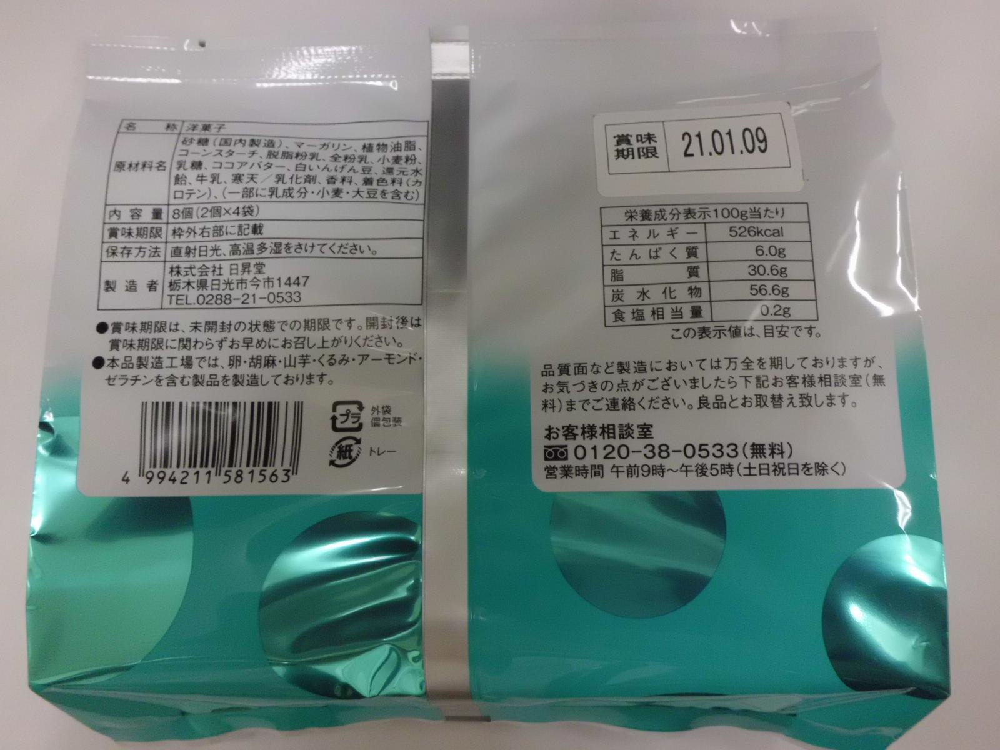 名称 洋菓子
原材料名 砂糖(国内製造)、マーガリン、植物油脂、
コーンスターチ、脱脂粉乳、全粉乳、小麦粉、
乳糖、ココアバター、白いんげん豆、還元水
飴、牛乳、寒天/乳化剤、香料、着色料(カ
ロテン)、(一部に乳成分・小麦・大豆を含む)
内容量 8個(2個×4袋)
賞味期限 枠外右部に記載
保存方法 直射日光、高温多湿をさけてください。
製造者 株式会社 日昇堂
栃木県日光市今市1447
TEL.0288-21-0533
●賞味期限は、未開封の状態での期限です。開封後は
賞味期限に関わらずお早めにお召し上がりください。
●本品製造工場では、卵・胡麻・山芋・くるみ・アーモンド・
ゼラチンを含む製品を製造しております。
4 994211 581563
プラ 外袋
個包装
紙 トレー
賞味
期限 21.01.09
栄養成分表示100g当たり
エネルギー 526kcal
たんぱく質 6.0g
脂質 30.6g
炭水化物 56.6g
食塩相当量 0.2g
この表示値は、目安です。
品質面など製造においては万全を期しておりますが、
お気づきの点がございましたら下記お客様相談室(無
料)までご連絡ください。良品とお取替え致します。
お客様相談室
0120-38-0533(無料)
営業時間 午前9時〜午後5時(土日祝日を除く)